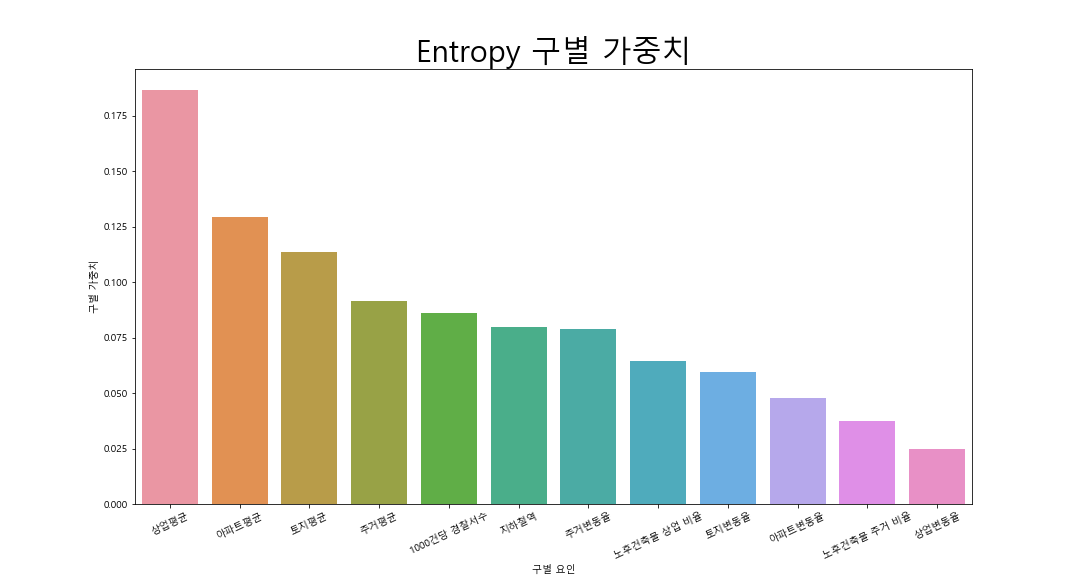 Entropy 구별 가중치
구별 가중치
0.175
0.150
0.125
0.100
0.075
0.050
0.025
0.000
상업평균
아파트평균
토지평균
주거평균
1000건당 경찰서수
지하철역
주거변동율
노후건축물 상업 비율
토지변동율
아파트변동율
노후건축물 주거 비율
상업변동율
구별 요인